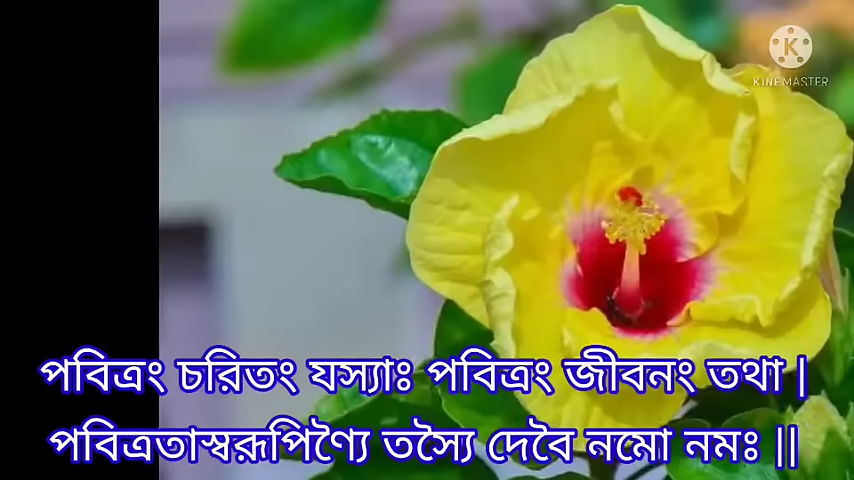 KINEMASTER
পবিত্রং চরিতং যস্যাঃ পবিত্রং জীবনং তথা |
পবিত্রতাস্বরূপিণ্যৈ তস্যৈ দেবৈ নমো নমঃ ||